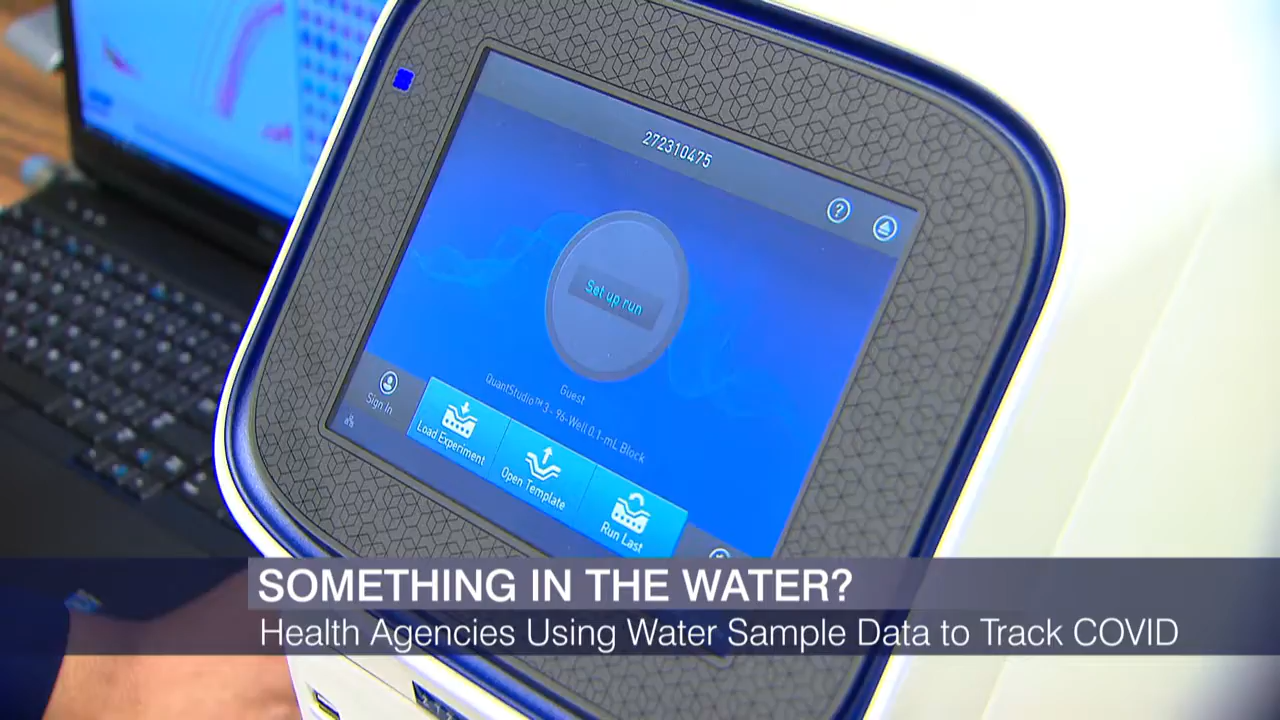 272310475
?
Set up run
Guest
QuantStudio™ 3 - 96-Well 0.1-mL Block
Sign In
Load Experiment
Open Template
Run Last
SOMETHING IN THE WATER?
Health Agencies Using Water Sample Data to Track COVID